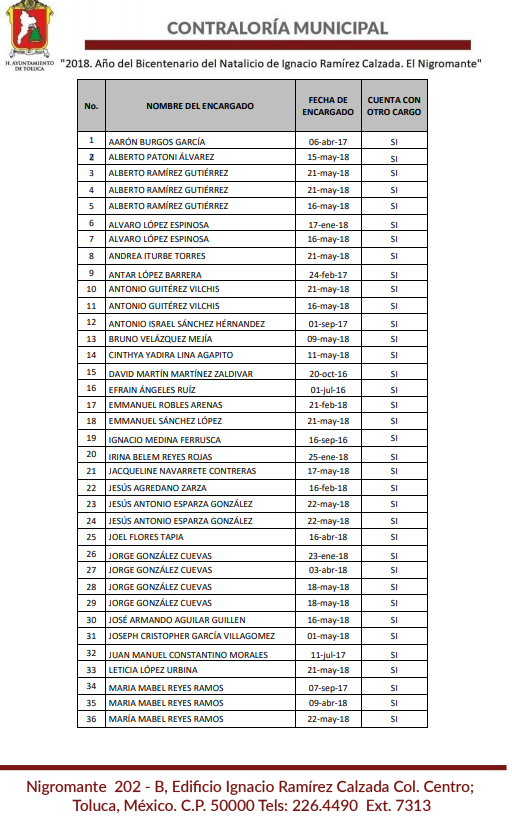 CONTRALORÍA MUNICIPAL
H. AYUNTAMIENTO
DE TOLUCA
"2018. Año del Bicentenario del Natalicio de Ignacio Ramírez Calzada. El Nigromante"
No. NOMBRE DEL ENCARGADO FECHA DE ENCARGADO CUENTA CON OTRO CARGO
1 AARÓN BURGOS GARCÍA 06-abr-17 SI
2 ALBERTO PATONI ÁLVAREZ 15-may-18 SI
3 ALBERTO RAMÍREZ GUTIÉRREZ 21-may-18 SI
4 ALBERTO RAMÍREZ GUTIÉRREZ 21-may-18 SI
5 ALBERTO RAMÍREZ GUTIÉRREZ 16-may-18 SI
6 ALVARO LÓPEZ ESPINOSA 17-ene-18 SI
7 ALVARO LÓPEZ ESPINOSA 16-may-18 SI
8 ANDREA ITURBE TORRES 21-may-18 SI
9 ANTAR LÓPEZ BARRERA 24-feb-17 SI
10 ANTONIO GUITÉREZ VILCHIS 21-may-18 SI
11 ANTONIO GUITÉREZ VILCHIS 16-may-18 SI
12 ANTONIO ISRAEL SÁNCHEZ HÉRNANDEZ 01-sep-17 SI
13 BRUNO VELÁZQUEZ MEJÍA 09-may-18 SI
14 CINTHYA YADIRA LINA AGAPITO 11-may-18 SI
15 DAVID MARTÍN MARTÍNEZ ZALDIVAR 20-oct-16 SI
16 EFRAIN ÁNGELES RUÍZ 01-jul-16 SI
17 EMMANUEL ROBLES ARENAS 21-feb-18 SI
18 EMMANUEL SÁNCHEZ LÓPEZ 21-may-18 SI
19 IGNACIO MEDINA FERRUSCA 16-sep-16 SI
20 IRINA BELEM REYES ROJAS 25-ene-18 SI
21 JACQUELINE NAVARRETE CONTRERAS 17-may-18 SI
22 JESÚS AGREDANO ZARZA 16-feb-18 SI
23 JESÚS ANTONIO ESPARZA GONZÁLEZ 22-may-18 SI
24 JESÚS ANTONIO ESPARZA GONZÁLEZ 22-may-18 SI
25 JOEL FLORES TAPIA 16-abr-18 SI
26 JORGE GONZÁLEZ CUEVAS 23-ene-18 SI
27 JORGE GONZÁLEZ CUEVAS 03-abr-18 SI
28 JORGE GONZÁLEZ CUEVAS 18-may-18 SI
29 JORGE GONZÁLEZ CUEVAS 18-may-18 SI
30 JOSÉ ARMANDO AGUILAR GUILLEN 16-may-18 SI
31 JOSEPH CRISTOPHER GARCÍA VILLAGOMEZ 01-may-18 SI
32 JUAN MANUEL CONSTANTINO MORALES 11-jul-17 SI
33 LETICIA LÓPEZ URBINA 21-may-18 SI
34 MARIA MABEL REYES RAMOS 07-sep-17 SI
35 MARIA MABEL REYES RAMOS 09-abr-18 SI
36 MARÍA MABEL REYES RAMOS 22-may-18 SI
Nigromante 202 - B, Edificio Ignacio Ramírez Calzada Col. Centro;
Toluca, México. C.P. 50000 Tels: 226.4490 Ext. 7313